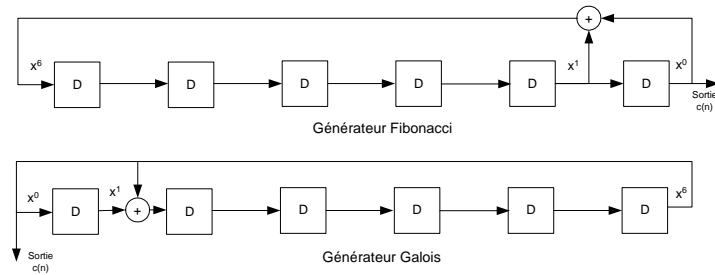 +
x⁶ D D D D D x¹ D x⁰
Sortie
c(n)
Générateur Fibonacci
x⁰ D x¹ + D D D D D x⁶
Sortie
c(n)
Générateur Galois